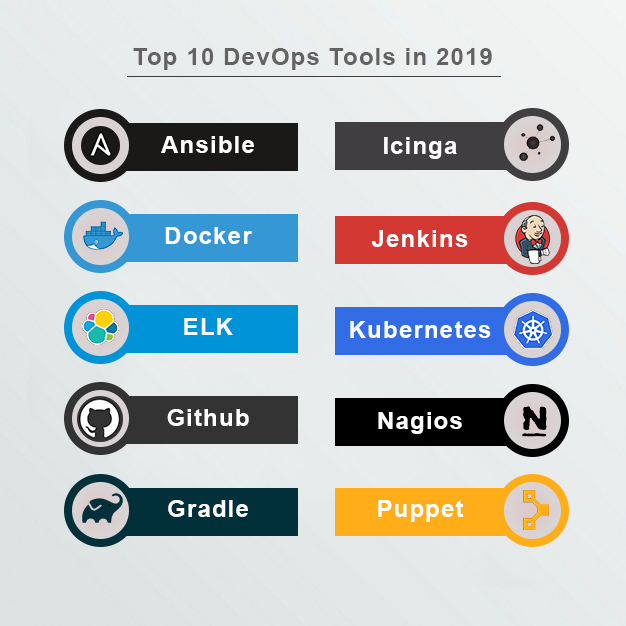 Top 10 DevOps Tools in 2019
Ansible
Icinga
Docker
Jenkins
ELK
Kubernetes
Github
Nagios
Gradle
Puppet